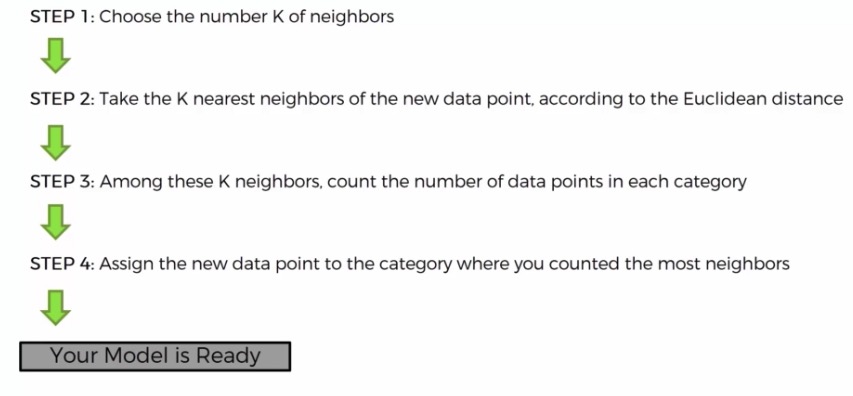 STEP 1: Choose the number K of neighbors
STEP 2: Take the K nearest neighbors of the new data point, according to the Euclidean distance
STEP 3: Among these K neighbors, count the number of data points in each category
STEP 4: Assign the new data point to the category where you counted the most neighbors
Your Model is Ready